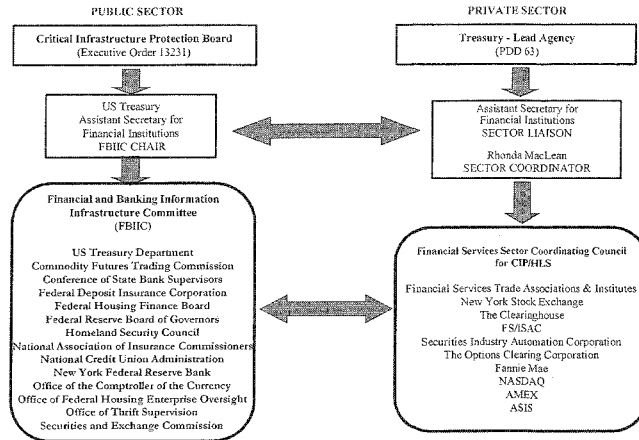 PUBLIC SECTOR
Critical Infrastructure Protection Board
(Executive Order 13231)
US Treasury
Assistant Secretary for
Financial Institutions
FBIIC CHAIR
Financial and Banking Information
Infrastructure Committee
(FBIIC)
US Treasury Department
Commodity Futures Trading Commission
Conference of State Bank Supervisors
Federal Deposit Insurance Corporation
Federal Housing Finance Board
Federal Reserve Board of Governors
Homeland Security Council
National Association of Insurance Commissioners
National Credit Union Administration
New York Federal Reserve Bank
Office of the Comptroller of the Currency
Office of Federal Housing Enterprise Oversight
Office of Thrift Supervision
Securities and Exchange Commission
PRIVATE SECTOR
Treasury - Lead Agency
(PDD 63)
Assistant Secretary for
Financial Institutions
SECTOR LIAISON
Rhonda MacLean
SECTOR COORDINATOR
Financial Services Sector Coordinating Council
for CIP/HLS
Financial Services Trade Associations & Institutes
New York Stock Exchange
The Clearinghouse
FS/ISAC
Securities Industry Automation Corporation
The Options Clearing Corporation
Fannie Mae
NASDAQ
AMEX
ASIS